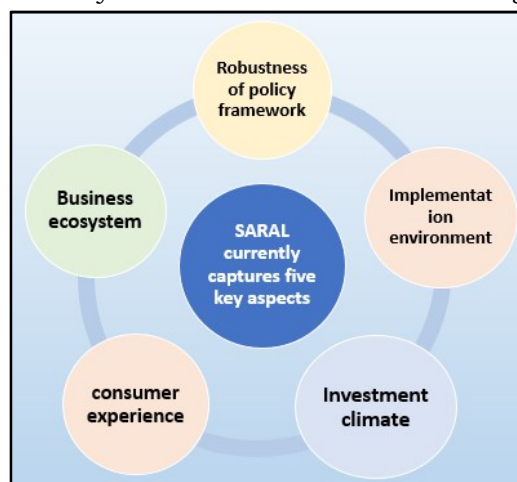 Robustness
of policy
framework
Implementat
ion
environment
Investment
climate
consumer
experience
Business
ecosystem
SARAL
currently
captures five
key aspects